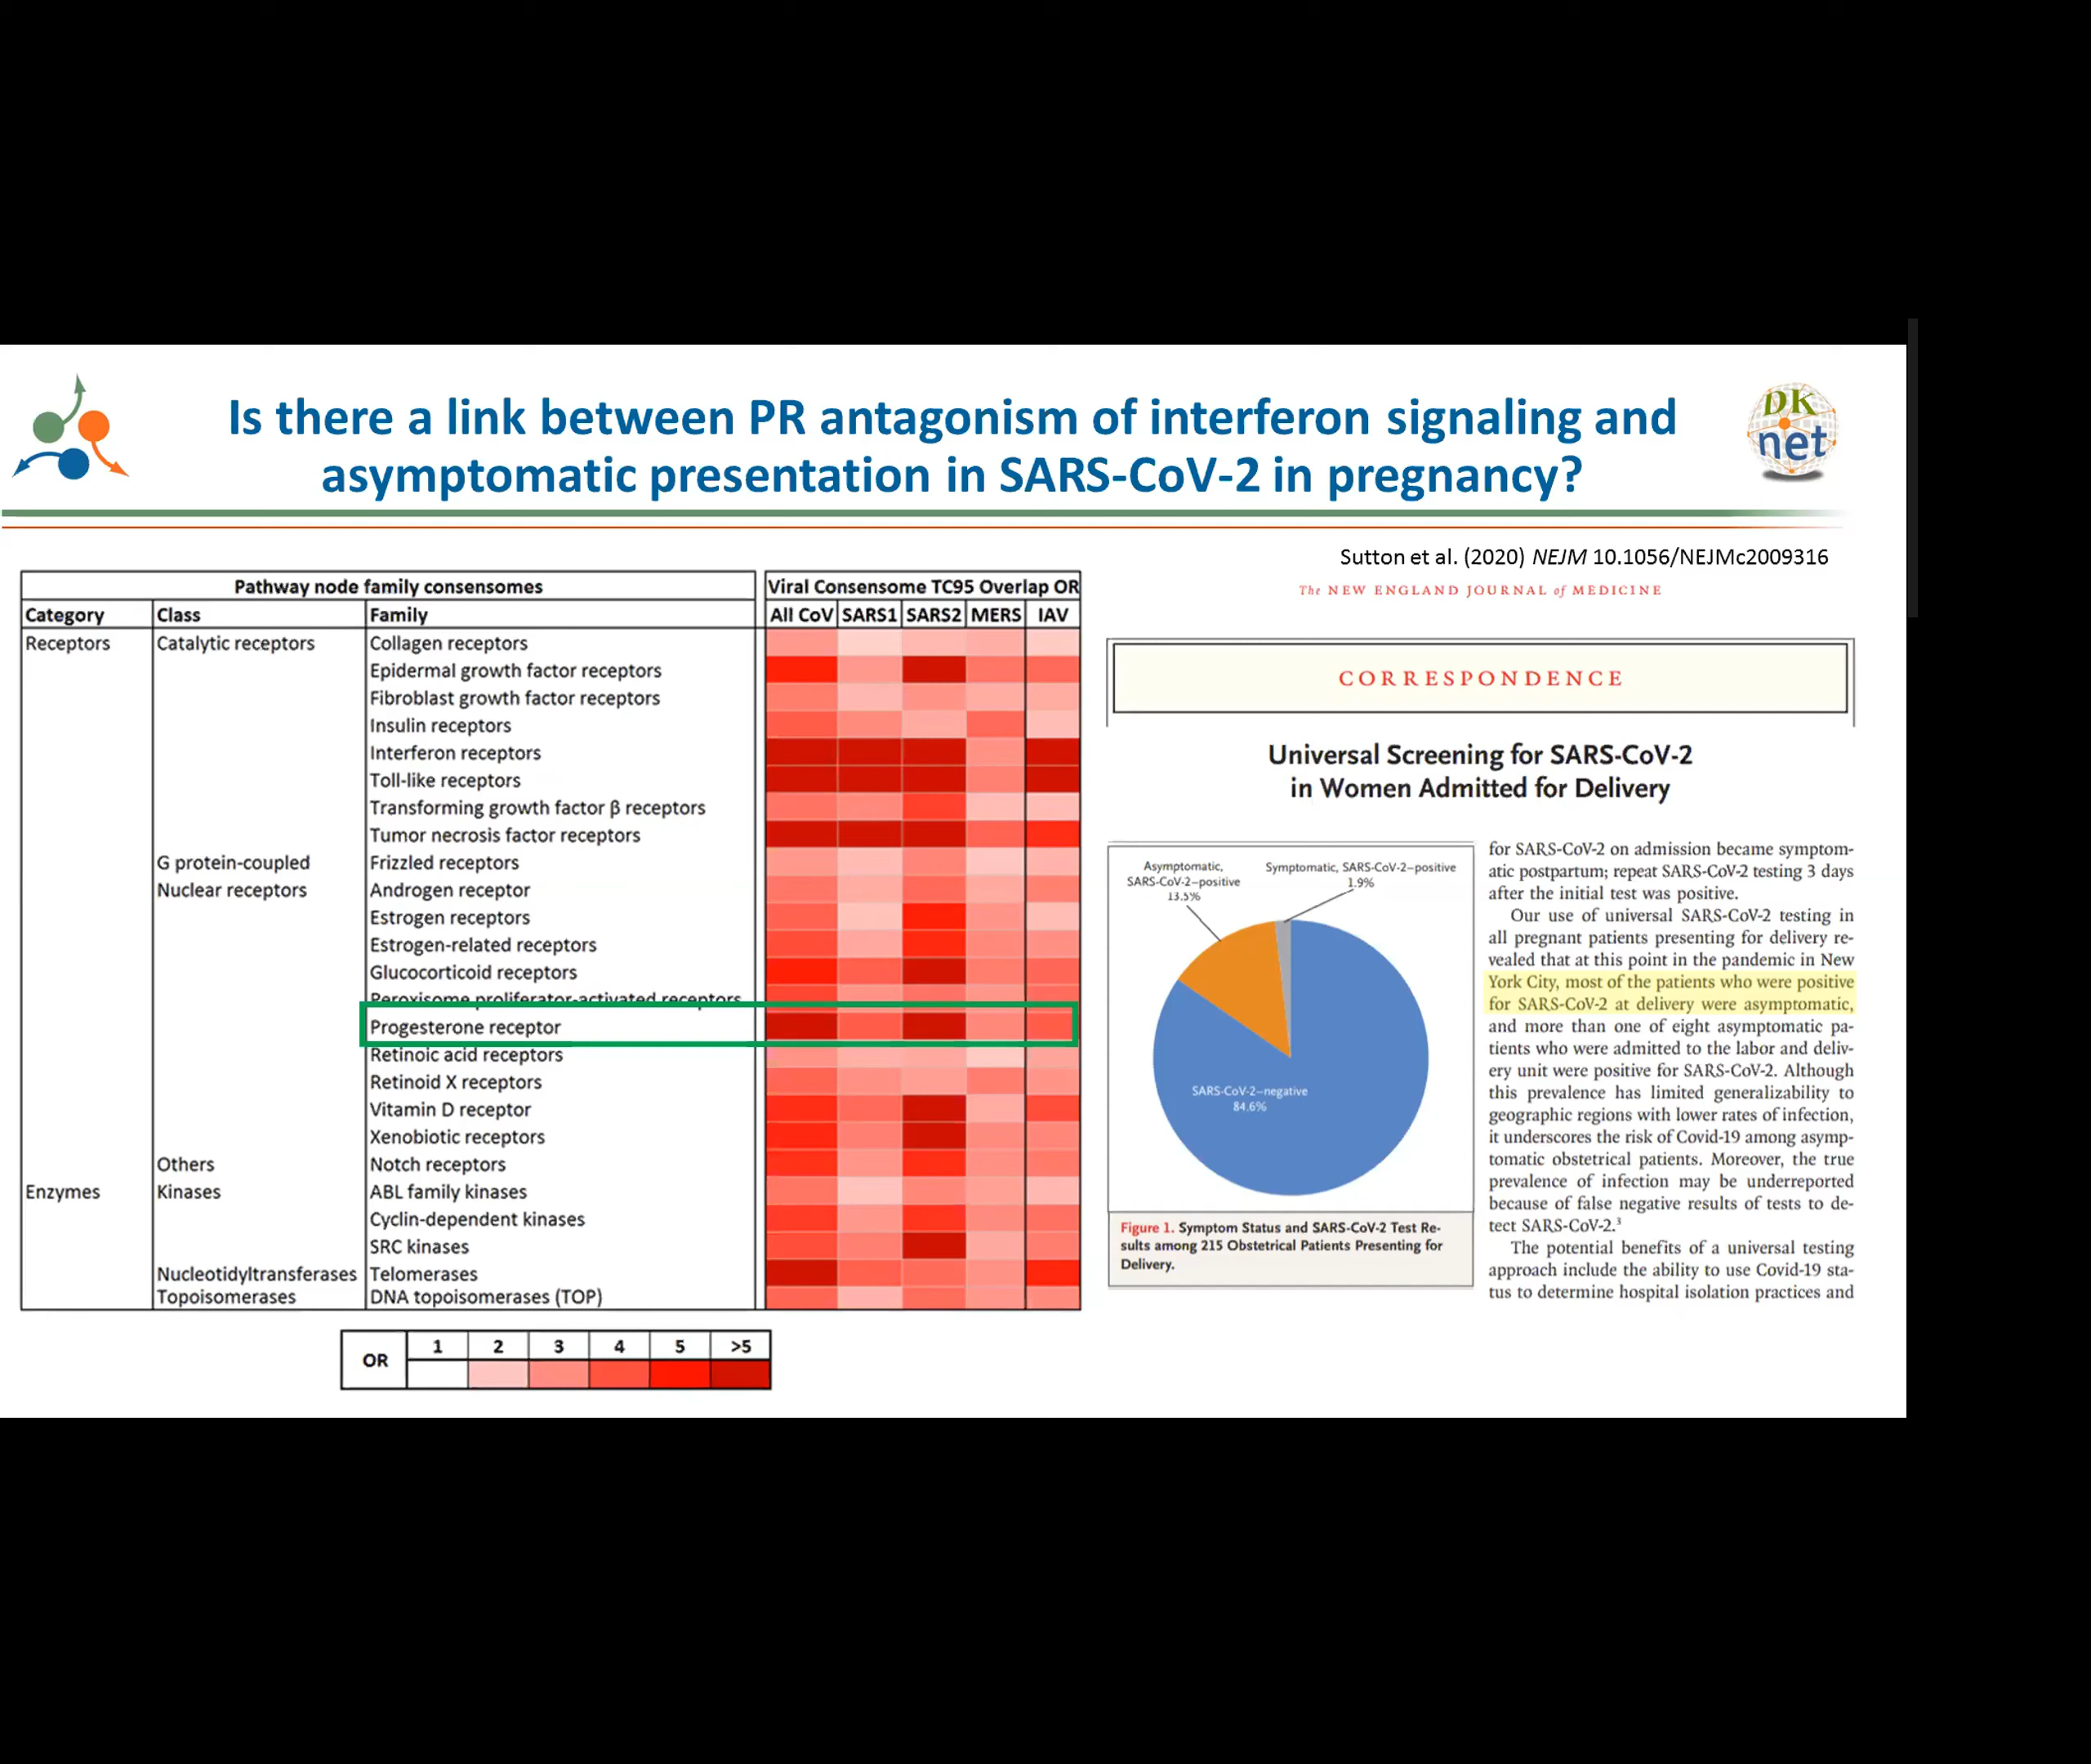 Is there a link between PR antagonism of interferon signaling and
asymptomatic presentation in SARS-CoV-2 in pregnancy?
DK
net
Sutton et al. (2020) NEJM 10.1056/NEJMc2009316
Pathway node family consensomes
Viral Consensome TC95 Overlap OR
Category Class Family All CoV SARS1 SARS2 MERS IAV
Receptors Catalytic receptors Collagen receptors
Epidermal growth factor receptors
Fibroblast growth factor receptors
Insulin receptors
Interferon receptors
Toll-like receptors
Transforming growth factor β receptors
Tumor necrosis factor receptors
G protein-coupled Frizzled receptors
Nuclear receptors Androgen receptor
Estrogen receptors
Estrogen-related receptors
Glucocorticoid receptors
Peroxisome proliferator-activated receptors
Progesterone receptor
Retinoic acid receptors
Retinoid X receptors
Vitamin D receptor
Xenobiotic receptors
Others Notch receptors
Enzymes Kinases ABL family kinases
Cyclin-dependent kinases
SRC kinases
Nucleotidyltransferases Telomerases
Topoisomerases DNA topoisomerases (TOP)
OR 1 2 3 4 5 >5
The NEW ENGLAND JOURNAL of MEDICINE
CORRESPONDENCE
Universal Screening for SARS-CoV-2
in Women Admitted for Delivery
Asymptomatic,
SARS-CoV-2–positive
13.5%
Symptomatic, SARS-CoV-2–positive
1.9%
SARS-CoV-2–negative
84.6%
Figure 1. Symptom Status and SARS-CoV-2 Test Re-
sults among 215 Obstetrical Patients Presenting for
Delivery.
for SARS-CoV-2 on admission became symptom-
atic postpartum; repeat SARS-CoV-2 testing 3 days
after the initial test was positive.
Our use of universal SARS-CoV-2 testing in
all pregnant patients presenting for delivery re-
vealed that at this point in the pandemic in New
York City, most of the patients who were positive
for SARS-CoV-2 at delivery were asymptomatic,
and more than one of eight asymptomatic pa-
tients who were admitted to the labor and deliv-
ery unit were positive for SARS-CoV-2. Although
this prevalence has limited generalizability to
geographic regions with lower rates of infection,
it underscores the risk of Covid-19 among asymp-
tomatic obstetrical patients. Moreover, the true
prevalence of infection may be underreported
because of false negative results of tests to de-
tect SARS-CoV-2.³
The potential benefits of a universal testing
approach include the ability to use Covid-19 sta-
tus to determine hospital isolation practices and